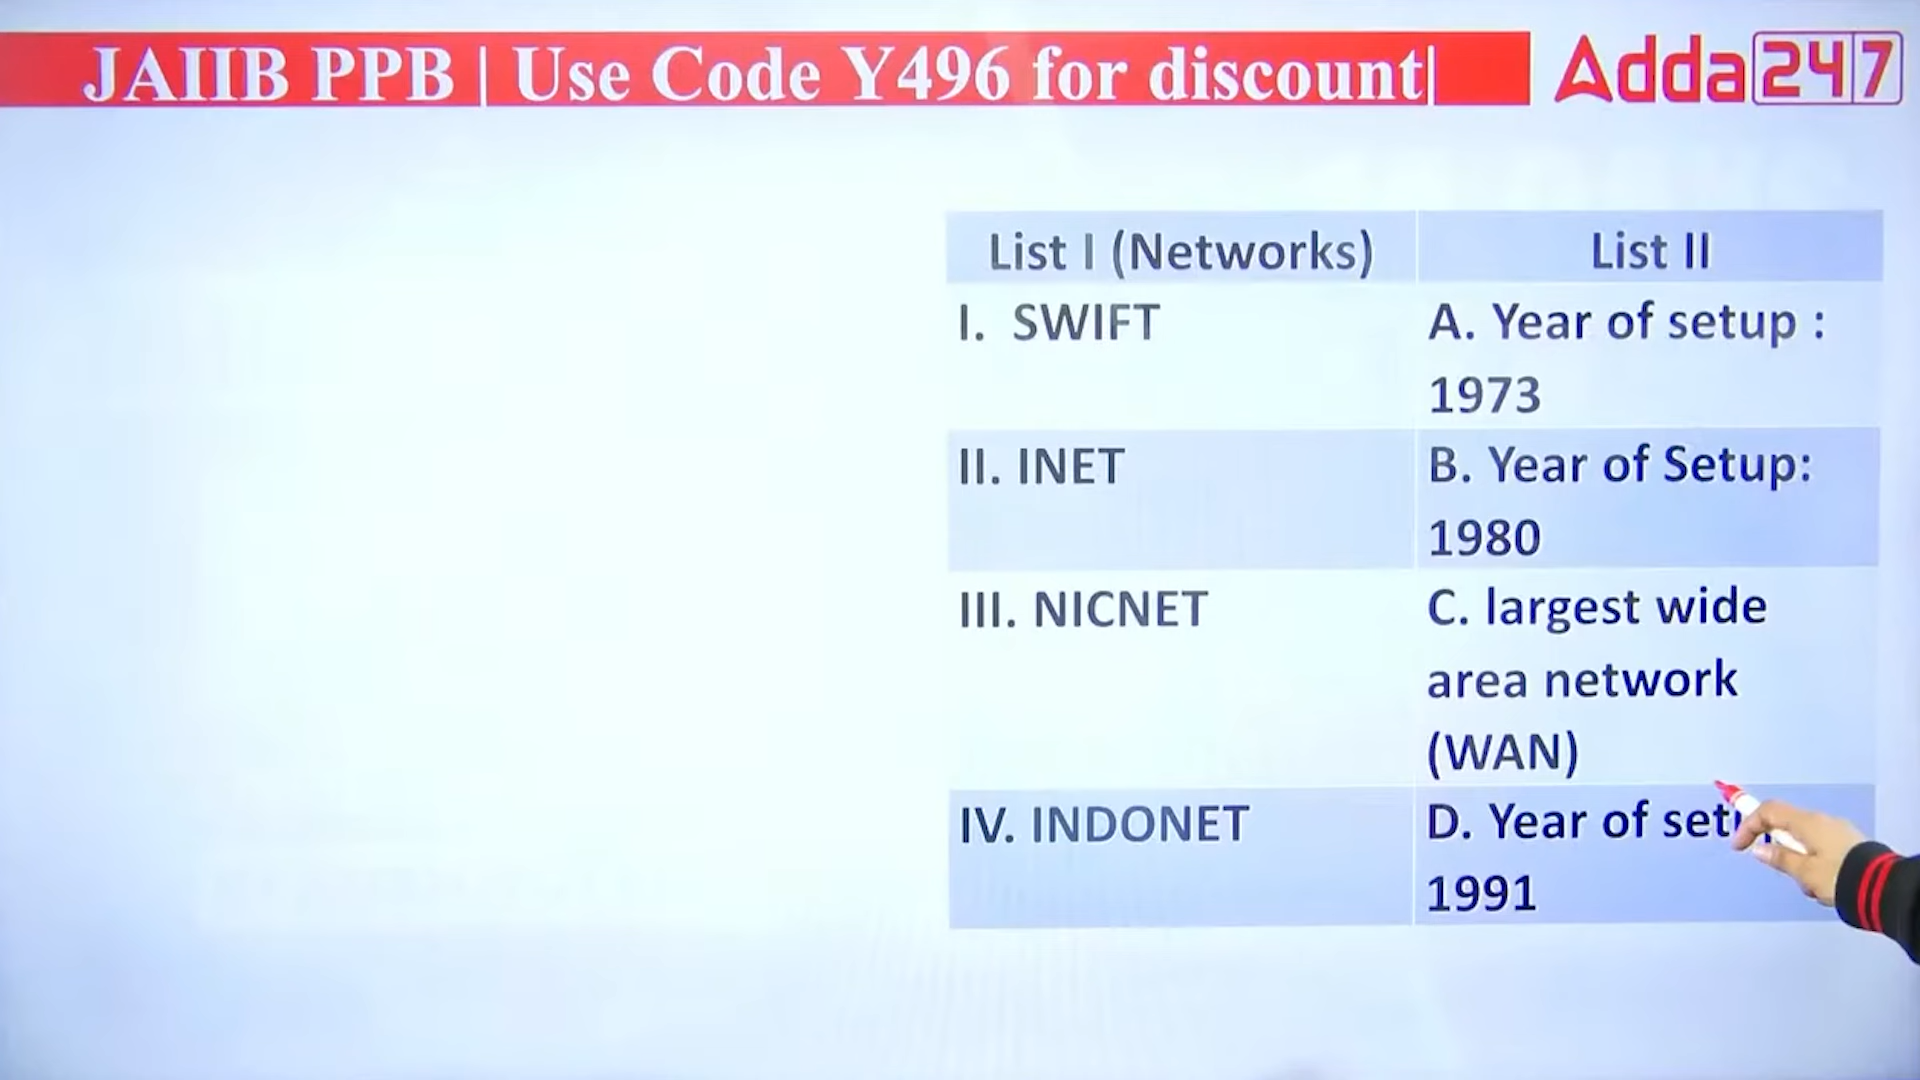 JAIIB PPB | Use Code Y496 for discount
Adda247
List I (Networks)
List II
I. SWIFT
A. Year of setup :
1973
II. INET
B. Year of Setup:
1980
III. NICNET
C. largest wide
area network
(WAN)
IV. INDONET
D. Year of
1991